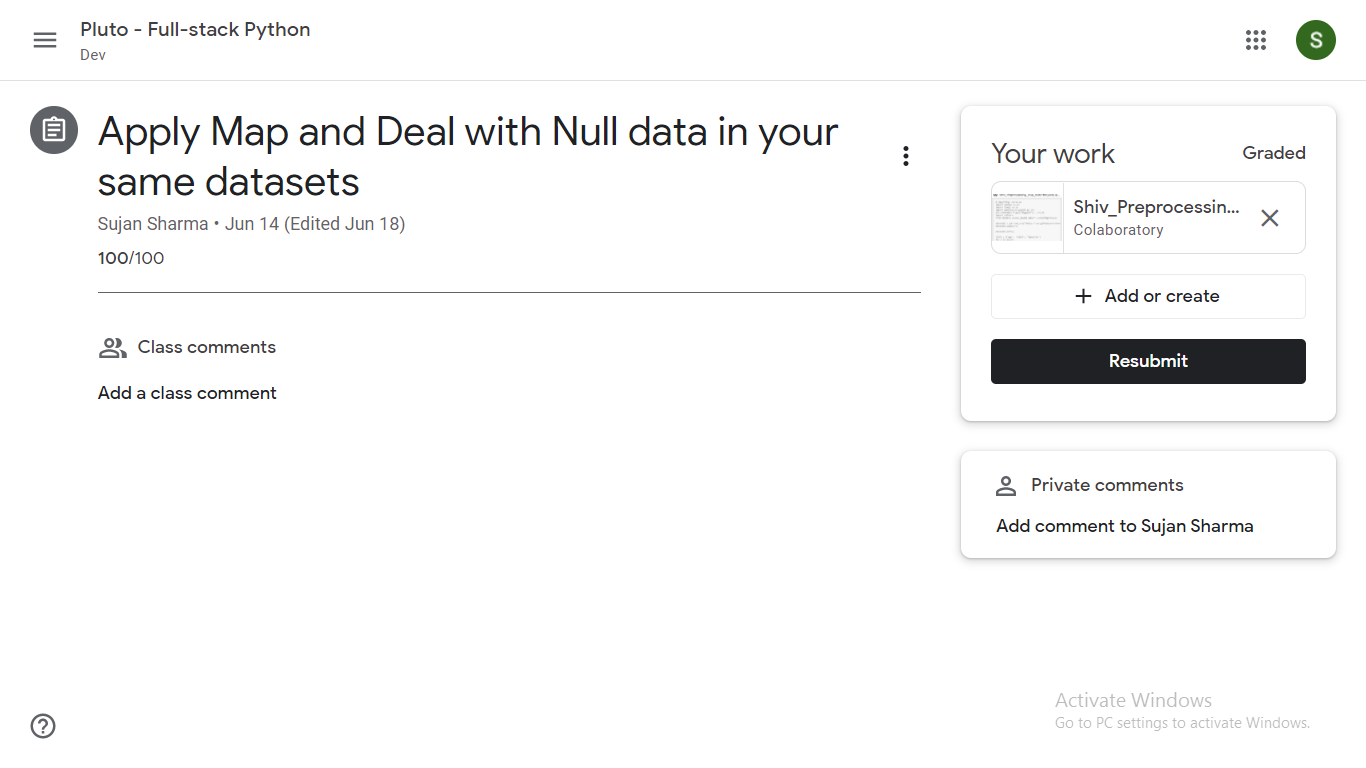 Pluto - Full-stack Python
Dev
S
Apply Map and Deal with Null data in your
same datasets
Sujan Sharma • Jun 14 (Edited Jun 18)
100/100
Class comments
Add a class comment
Your work
Graded
Shiv_Preprocessin...
Colaboratory
Add or create
Resubmit
Private comments
Add comment to Sujan Sharma
Activate Windows
Go to PC settings to activate Windows.